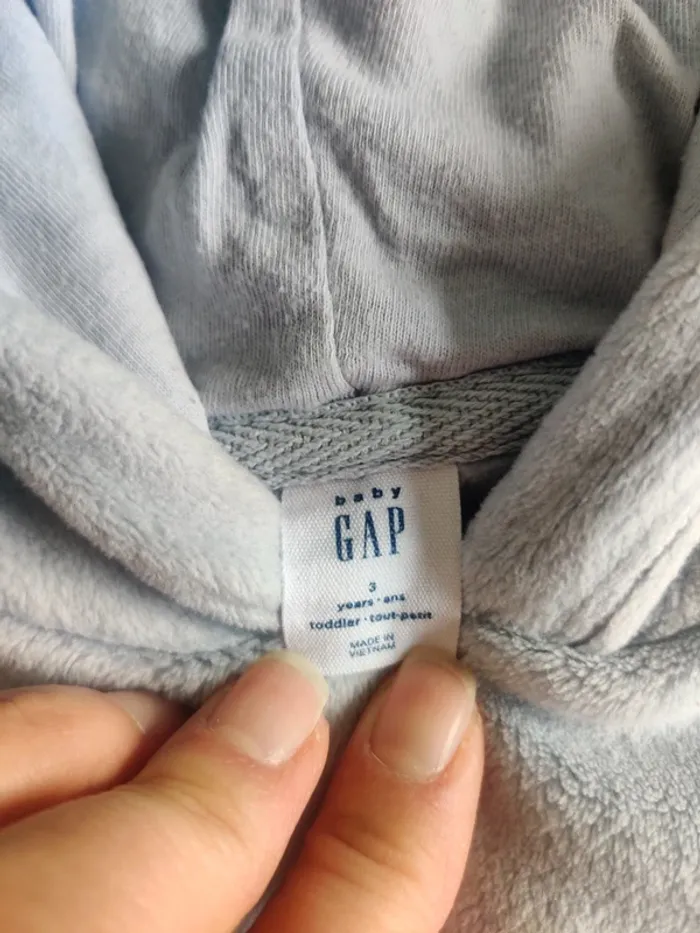 baby
GAP
3
years · ans
toddler · tout-petit
MADE IN
VIETNAM